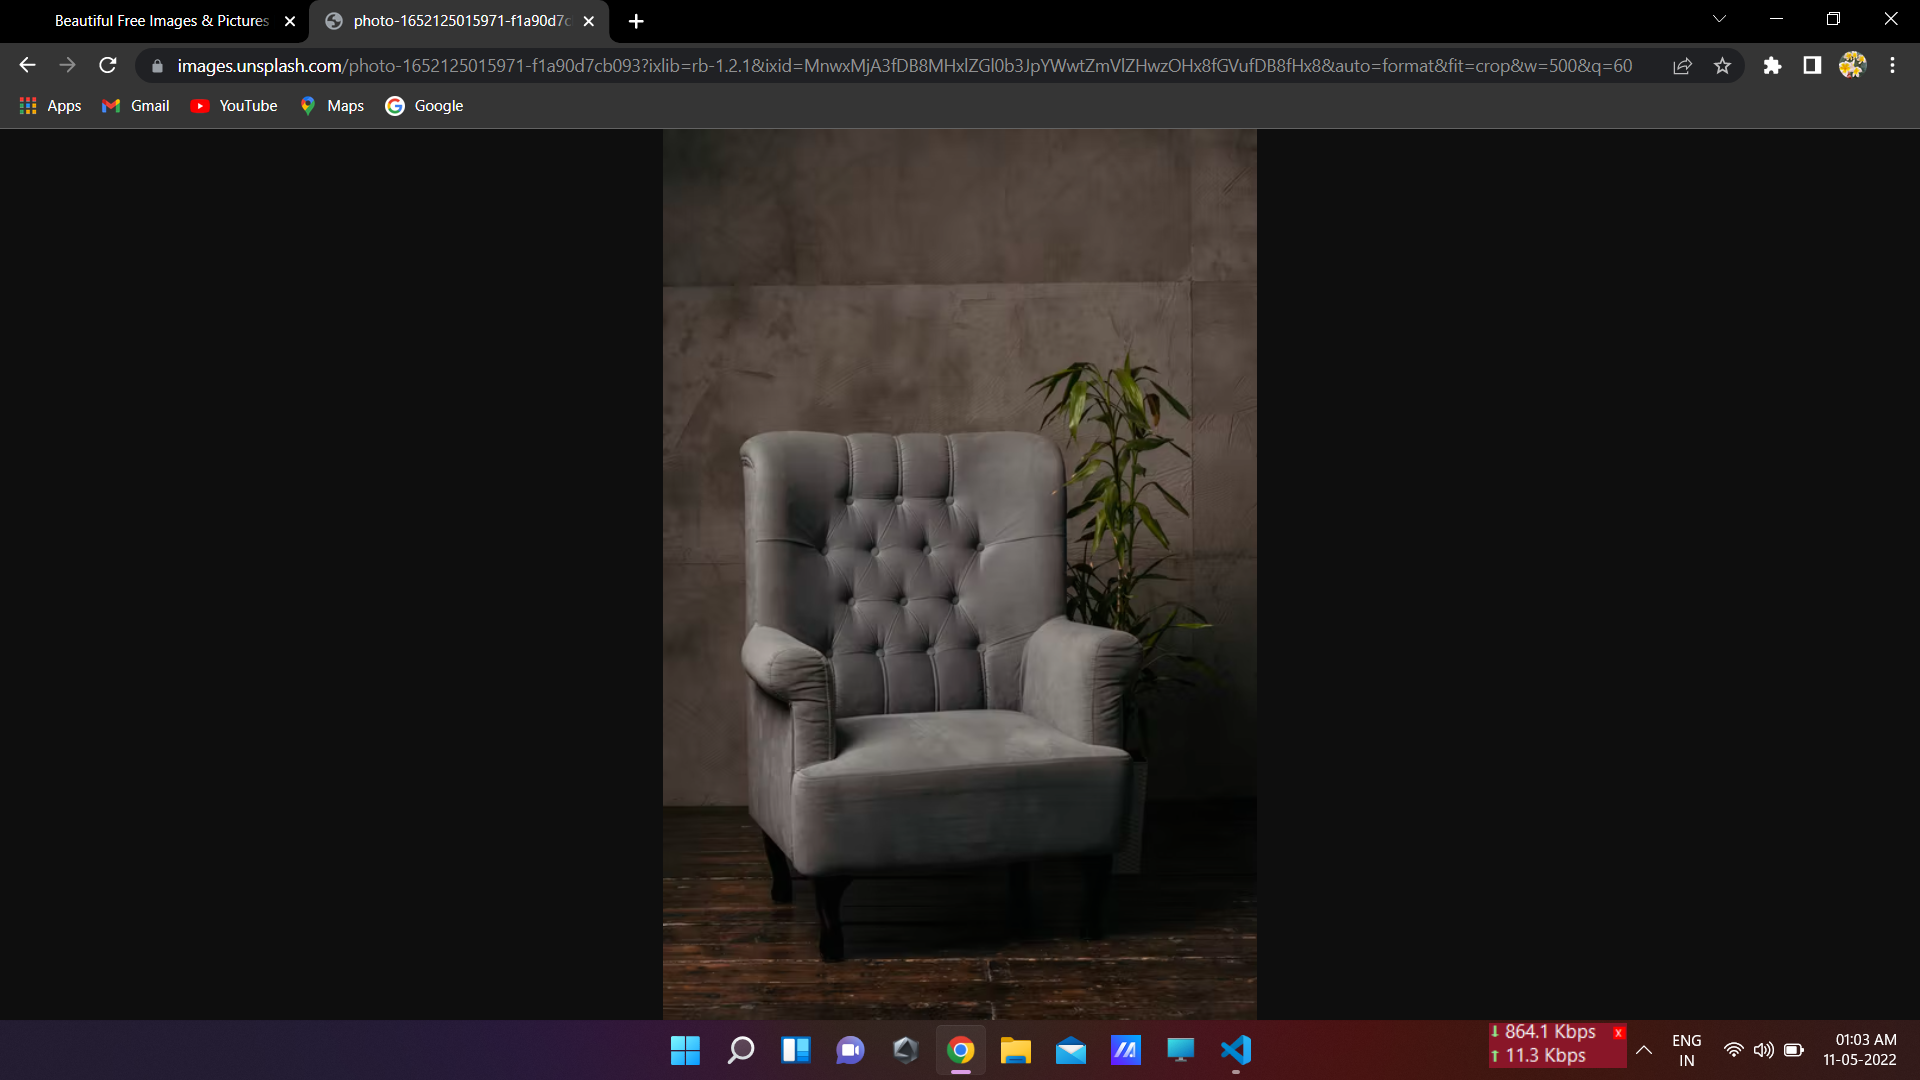 Beautiful Free Images & Pictures
photo-1652125015971-f1a90d7c
images.unsplash.com/photo-1652125015971-f1a90d7cb093?ixlib=rb-1.2.1&ixid=MnwxMjA3fDB8MHxlZGl0b3JpYWwtZmVlZHwzOHx8fGVufDB8fHx8&auto=format&fit=crop&w=500&q=60
Apps Gmail YouTube Maps Google
864.1 Kbps x
11.3 Kbps
ENG
IN
01:03 AM
11-05-2022